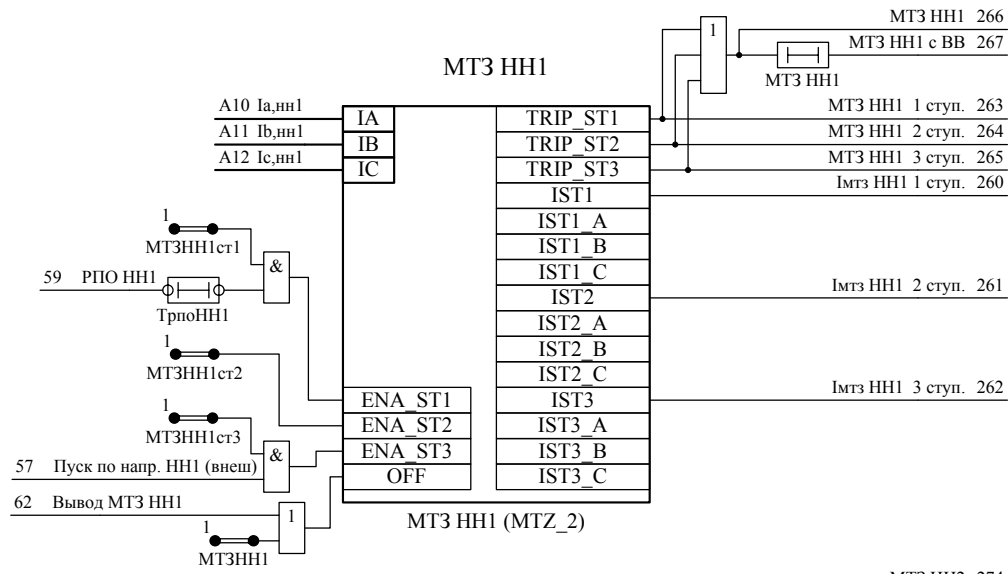 МТЗ НН1 266
1
МТЗ НН1 с ВВ 267
МТЗ НН1
МТЗ НН1
A10 Ia,нн1
IA
TRIP_ST1
МТЗ НН1 1 ступ. 263
A11 Ib,нн1
IB
TRIP_ST2
МТЗ НН1 2 ступ. 264
A12 Ic,нн1
IC
TRIP_ST3
МТЗ НН1 3 ступ. 265
IST1
Iмтз НН1 1 ступ. 260
IST1_A
1
МТЗНН1ст1
IST1_B
&
IST1_C
59 РПО НН1
IST2
Iмтз НН1 2 ступ. 261
ТрпоНН1
IST2_A
1
IST2_B
МТЗНН1ст2
IST2_C
ENA_ST1
IST3
Iмтз НН1 3 ступ. 262
1
ENA_ST2
IST3_A
МТЗНН1ст3
&
ENA_ST3
IST3_B
57 Пуск по напр. НН1 (внеш)
OFF
IST3_C
62 Вывод МТЗ НН1
1
МТЗ НН1 (MTZ_2)
1
МТЗНН1